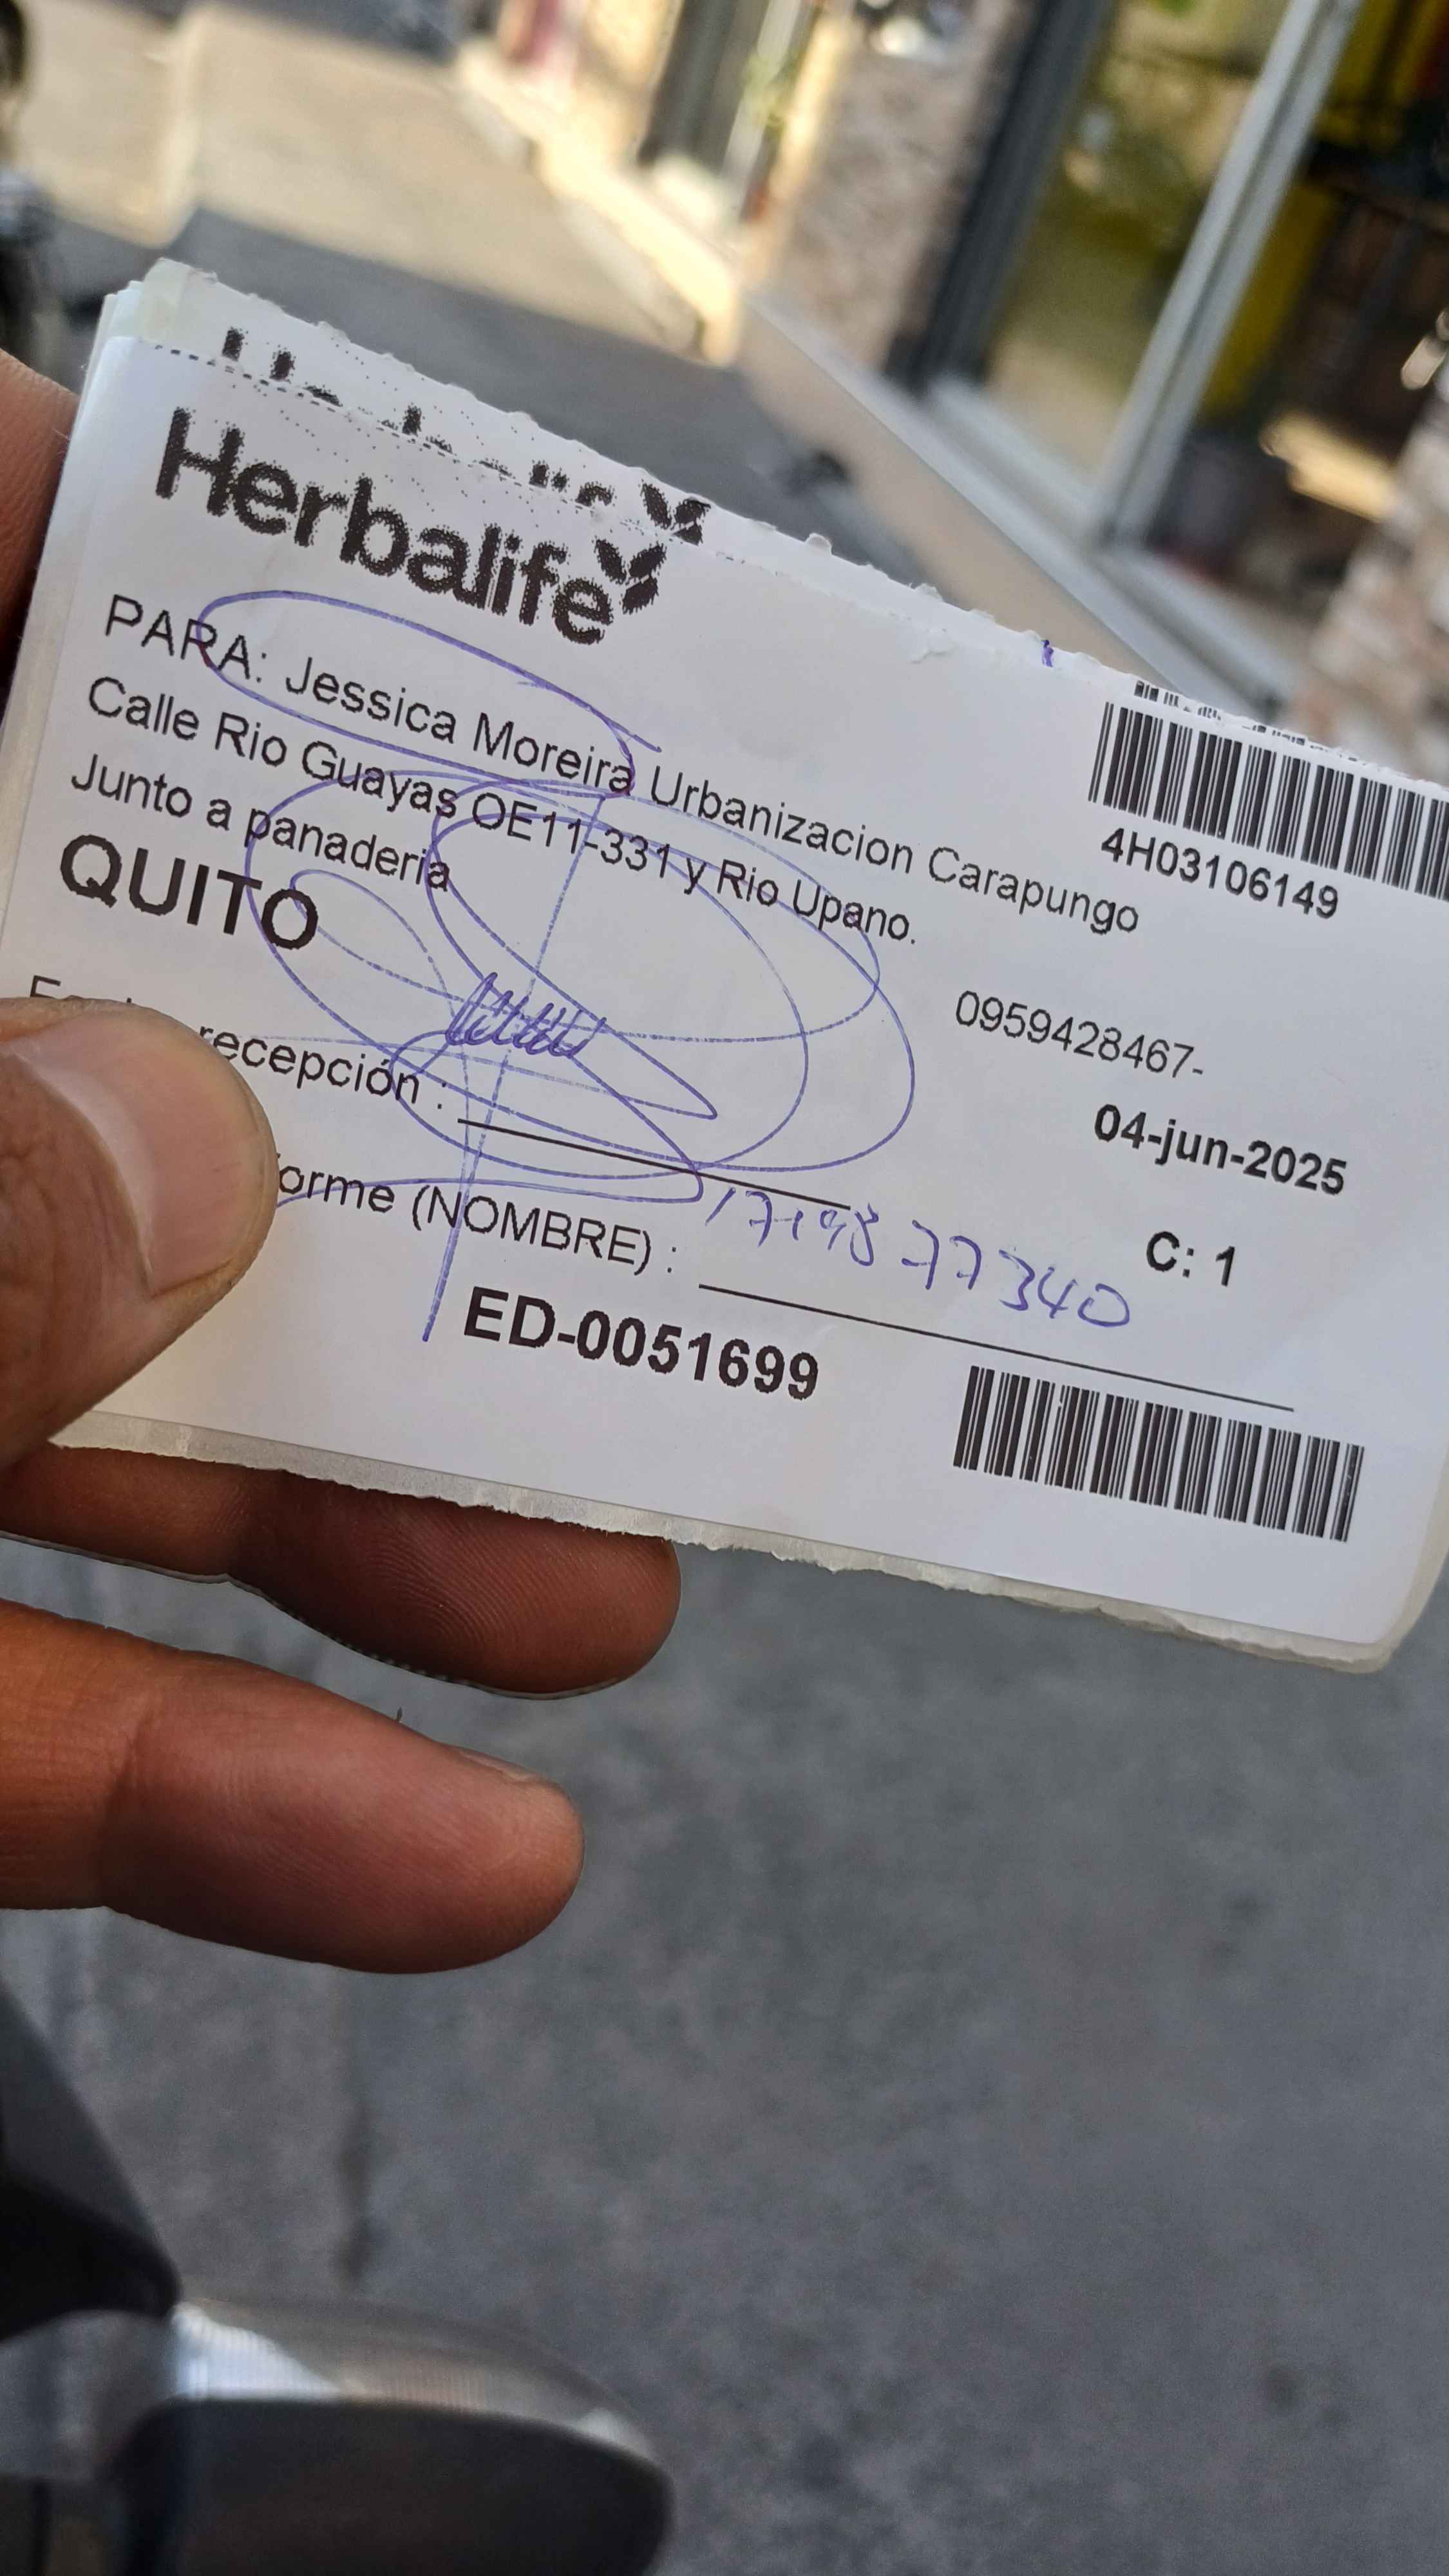 Herbalife
PARA: Jessica Moreira Urbanizacion Carapungo
Calle Rio Guayas OE11-331 y Rio Upano.
Junto a panaderia
QUITO
4H03106149
0959428467-
04-jun-2025
recepción :
C: 1
orme (NOMBRE) :
77340
ED-0051699